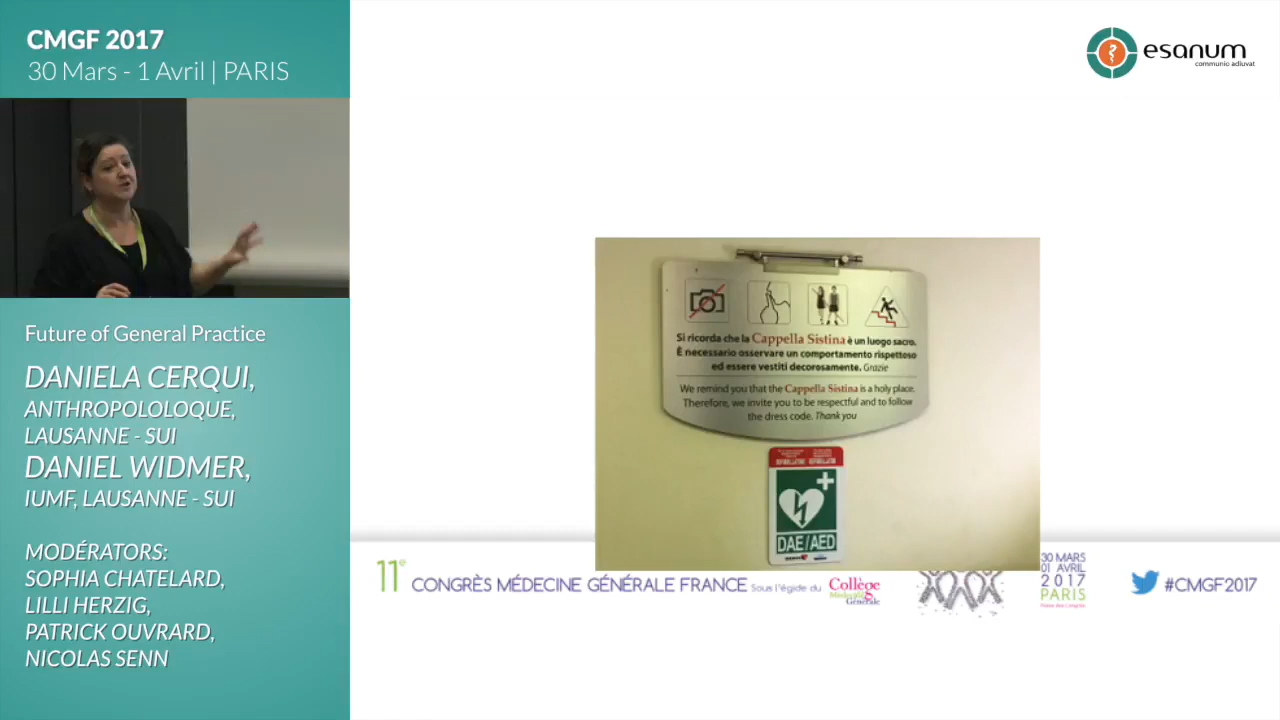 CMGF 2017
30 Mars - 1 Avril | PARIS
esanum
communio adiuvat
Future of General Practice
DANIELA CERQUI,
ANTHROPOLOLOQUE,
LAUSANNE - SUI
DANIEL WIDMER,
IUMF, LAUSANNE - SUI
MODÉRATORS:
SOPHIA CHATELARD,
LILLI HERZIG,
PATRICK OUVRARD,
NICOLAS SENN
Si ricorda che la Cappella Sistina è un luogo sacro.
È necessario osservare un comportamento rispettoso
ed essere vestiti decorosamente. Grazie
We remind you that the Cappella Sistina is a holy place.
Therefore, we invite you to be respectful and to follow
the dress code. Thank you
DAE/AED
11e CONGRÈS MÉDECINE GÉNÉRALE FRANCE Sous l'égide du
Collège
Générale
30 MARS
01 AVRIL
2017
PARIS
#CMGF2017